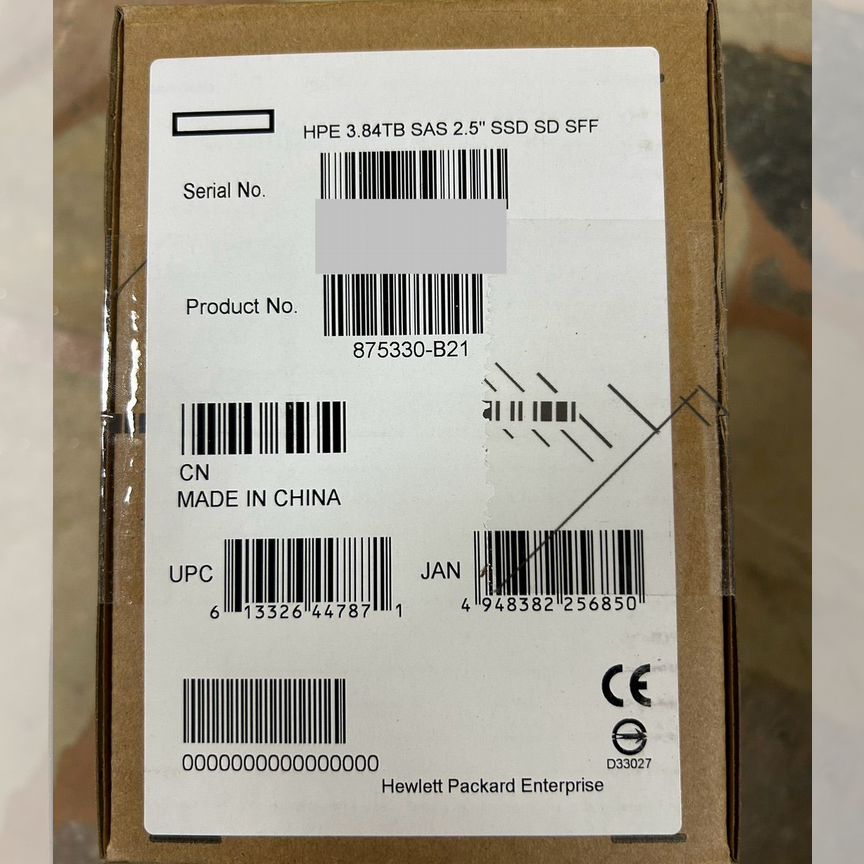 HPE 3.84TB SAS 2.5" SSD SD SFF
Serial No.
Product No.
875330-B21
CN
MADE IN CHINA
UPC
6 13326 44787 1
JAN
4 948382 256850
0000000000000000
D33027
Hewlett Packard Enterprise